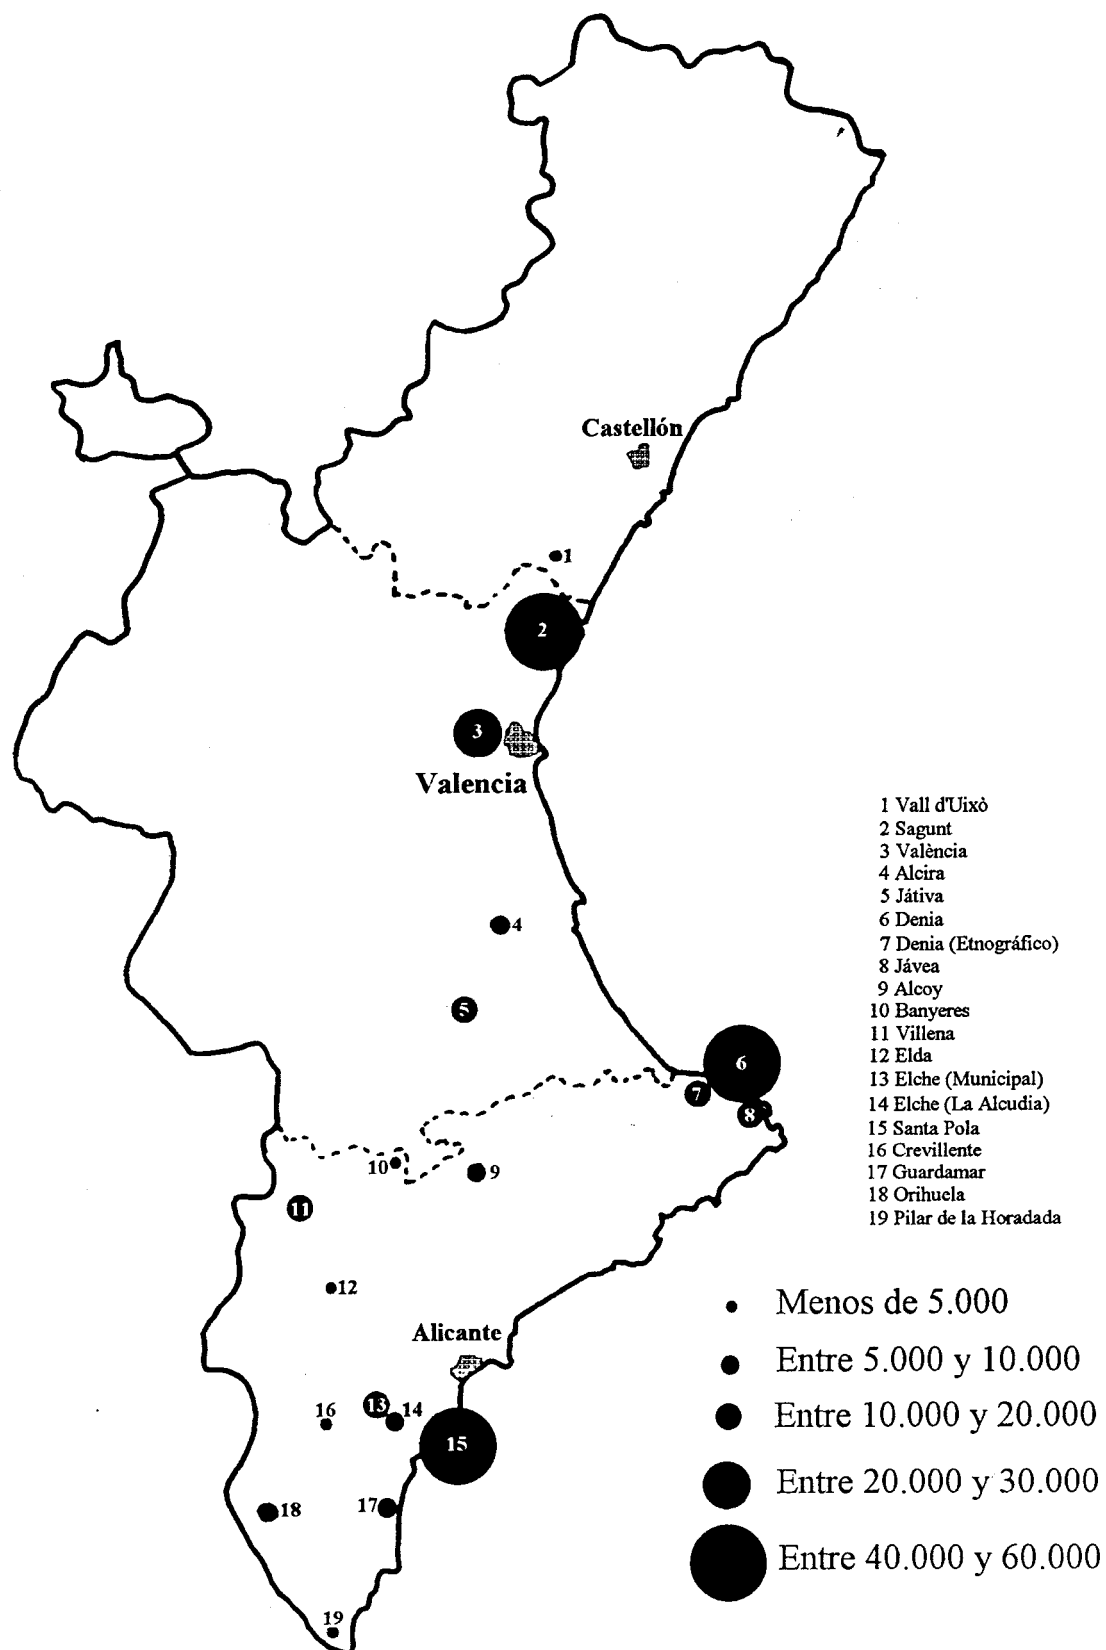 Castellón
1
2
3
Valencia
1 Vall d'Uixò
2 Sagunt
3 València
4 Alcira
5 Játiva
6 Denia
7 Denia (Etnográfico)
8 Jávea
9 Alcoy
10 Banyeres
11 Villena
12 Elda
13 Elche (Municipal)
14 Elche (La Alcudia)
15 Santa Pola
16 Crevillente
17 Guardamar
18 Orihuela
19 Pilar de la Horadada
4
5
6
7
8
10
9
11
12
Alicante
13
16
14
15
18
17
19
Menos de 5.000
Entre 5.000 y 10.000
Entre 10.000 y 20.000
Entre 20.000 y 30.000
Entre 40.000 y 60.000